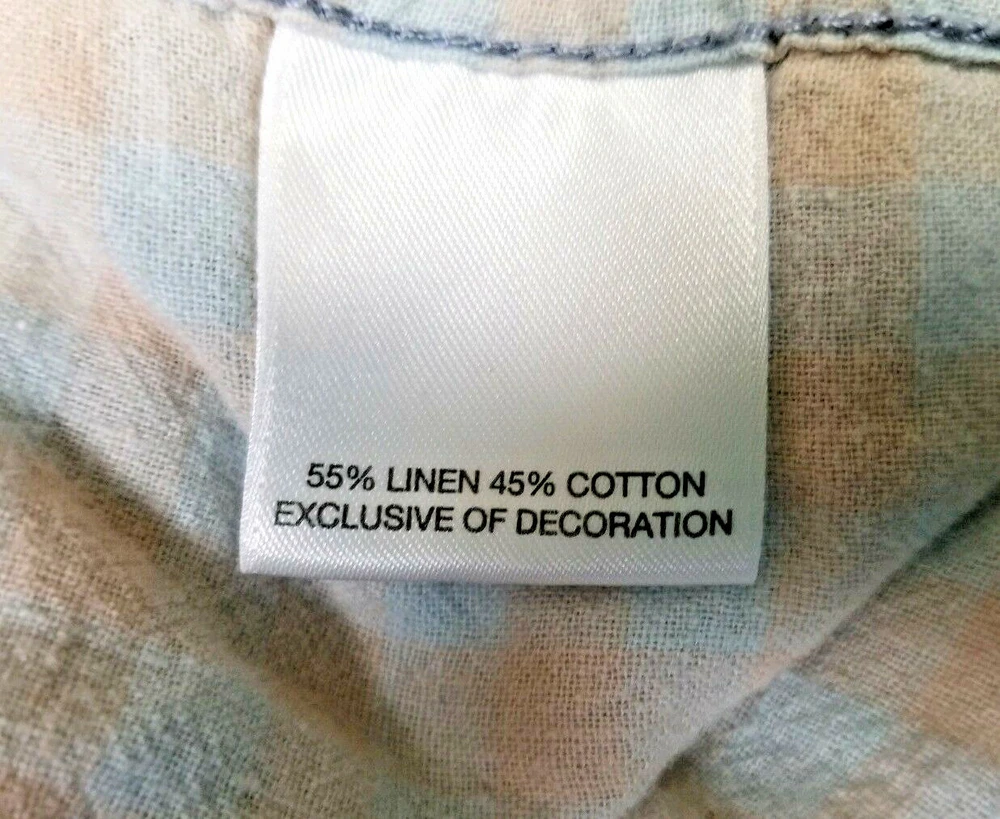 55% LINEN 45% COTTON
EXCLUSIVE OF DECORATION